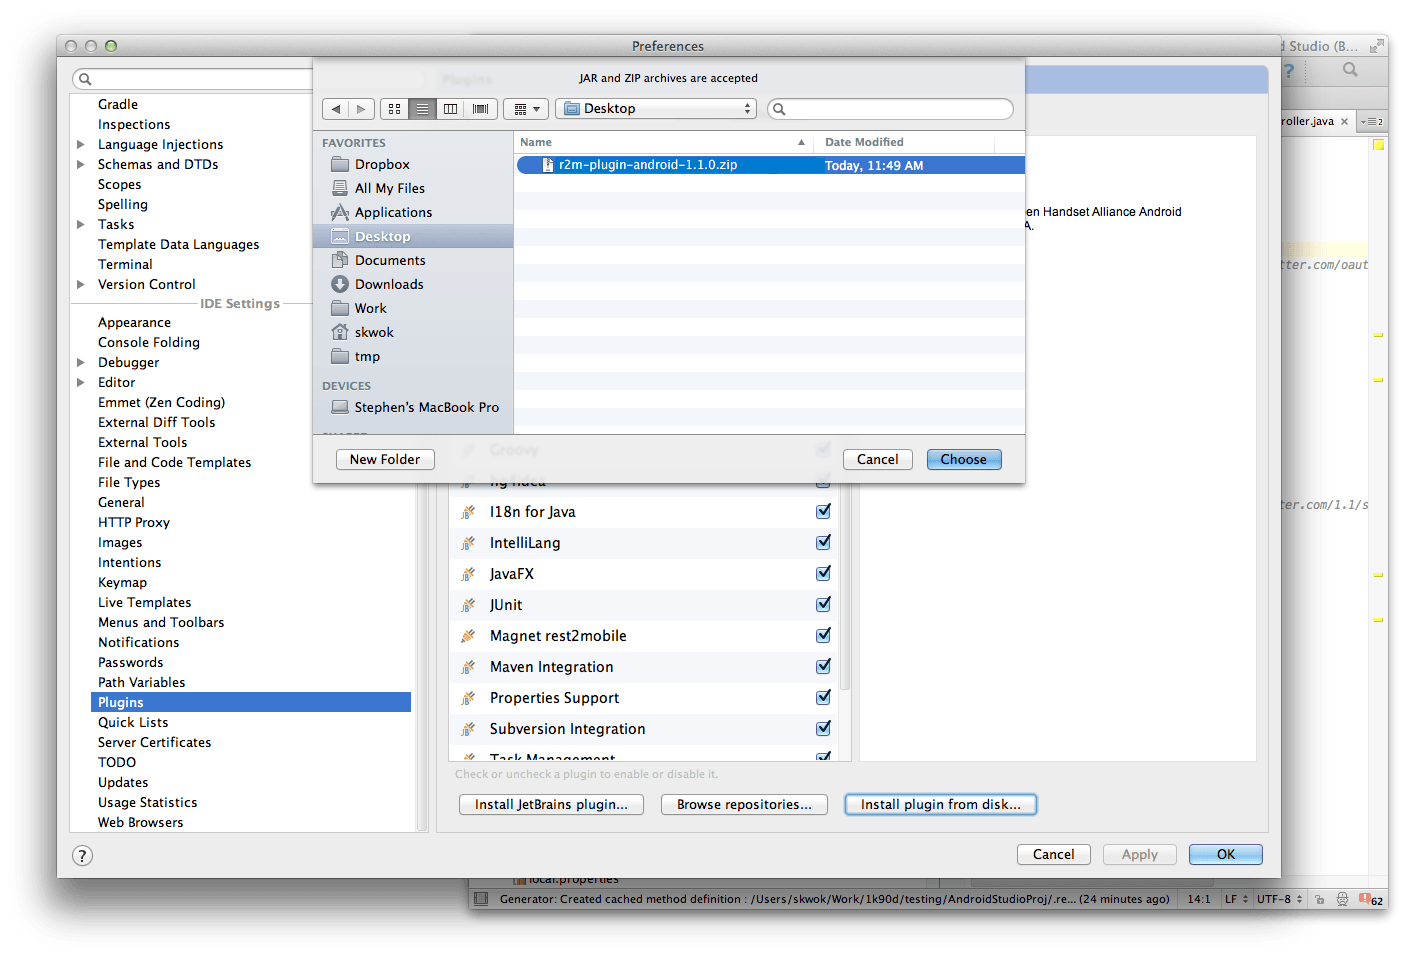 Preferences
d Studio (B...
Plugins
JAR and ZIP archives are accepted
Desktop
FAVORITES
Dropbox
All My Files
Applications
Desktop
Documents
Downloads
Work
skwok
tmp
DEVICES
Stephen's MacBook Pro
Name
Date Modified
r2m-plugin-android-1.1.0.zip
Today, 11:49 AM
New Folder
Cancel
Choose
Gradle
Inspections
Language Injections
Schemas and DTDs
Scopes
Spelling
Tasks
Template Data Languages
Terminal
Version Control
IDE Settings
Appearance
Console Folding
Debugger
Editor
Emmet (Zen Coding)
External Diff Tools
External Tools
File and Code Templates
File Types
General
HTTP Proxy
Images
Intentions
Keymap
Live Templates
Menus and Toolbars
Notifications
Passwords
Path Variables
Plugins
Quick Lists
Server Certificates
TODO
Updates
Usage Statistics
Web Browsers
Groovy
hg4idea
I18n for Java
IntelliLang
JavaFX
JUnit
Magnet rest2mobile
Maven Integration
Properties Support
Subversion Integration
Task Management
Check or uncheck a plugin to enable or disable it.
Install JetBrains plugin...
Browse repositories...
Install plugin from disk...
en Handset Alliance Android
A.
?
Cancel
Apply
OK
?
roller.java
2
tter.com/oaut
ter.com/1.1/s
local.properties
Generator: Created cached method definition : /Users/skwok/Work/1k90d/testing/AndroidStudioProj/.re... (24 minutes ago)
14:1
LF
UTF-8
62